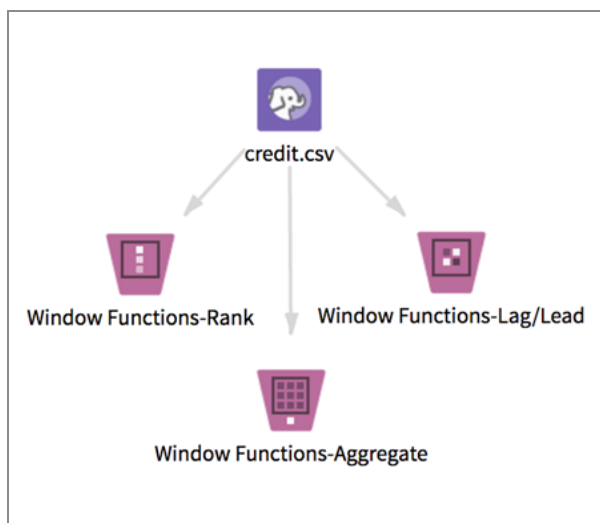 credit.csv
Window Functions-Rank
Window Functions-Lag/Lead
Window Functions-Aggregate